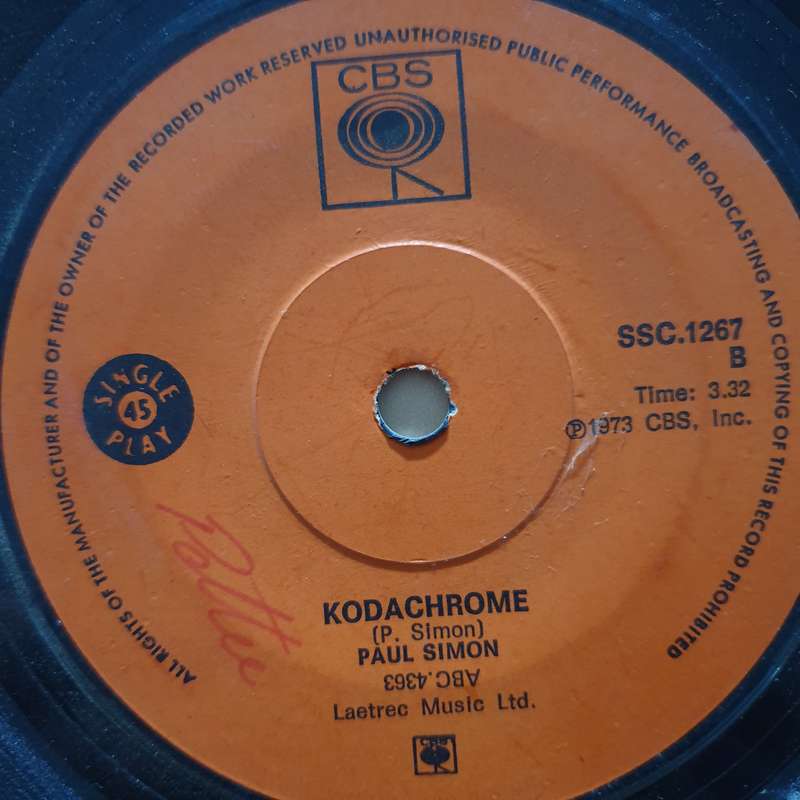 ALL RIGHTS OF THE MANUFACTURER AND OF THE OWNER OF THE RECORDED WORK RESERVED UNAUTHORISED PUBLIC PERFORMANCE BROADCASTING AND COPYING OF THIS RECORD PROHIBITED
CBS
SSC.1267
B
Time: 3.32
℗1973 CBS, Inc.
SINGLE
45
PLAY
KODACHROME
(P. Simon)
PAUL SIMON
ABC.4363
Laetrec Music Ltd.
CBS